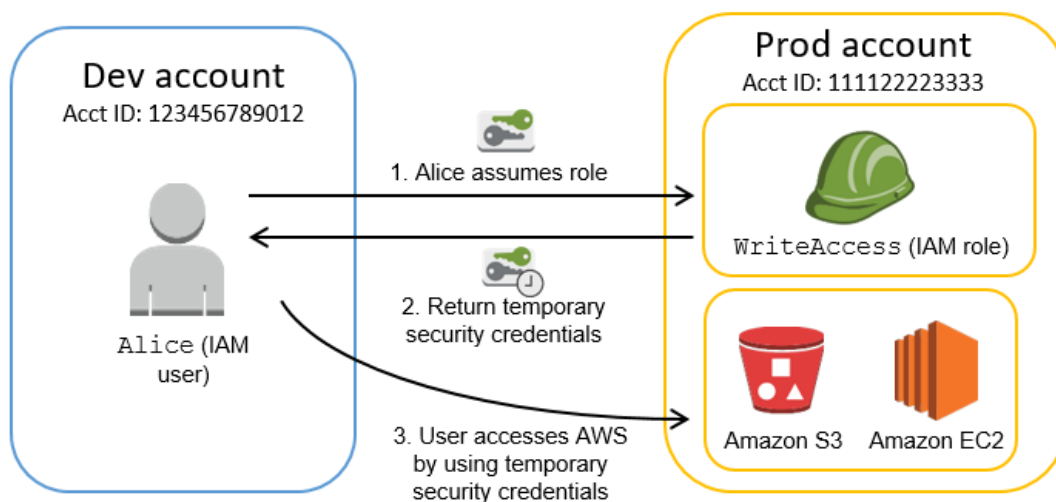 Dev account
Acct ID: 123456789012
Alice (IAM
user)
1. Alice assumes role
2. Return temporary
security credentials
3. User accesses AWS
by using temporary
security credentials
Prod account
Acct ID: 111122223333
WriteAccess (IAM role)
Amazon S3
Amazon EC2